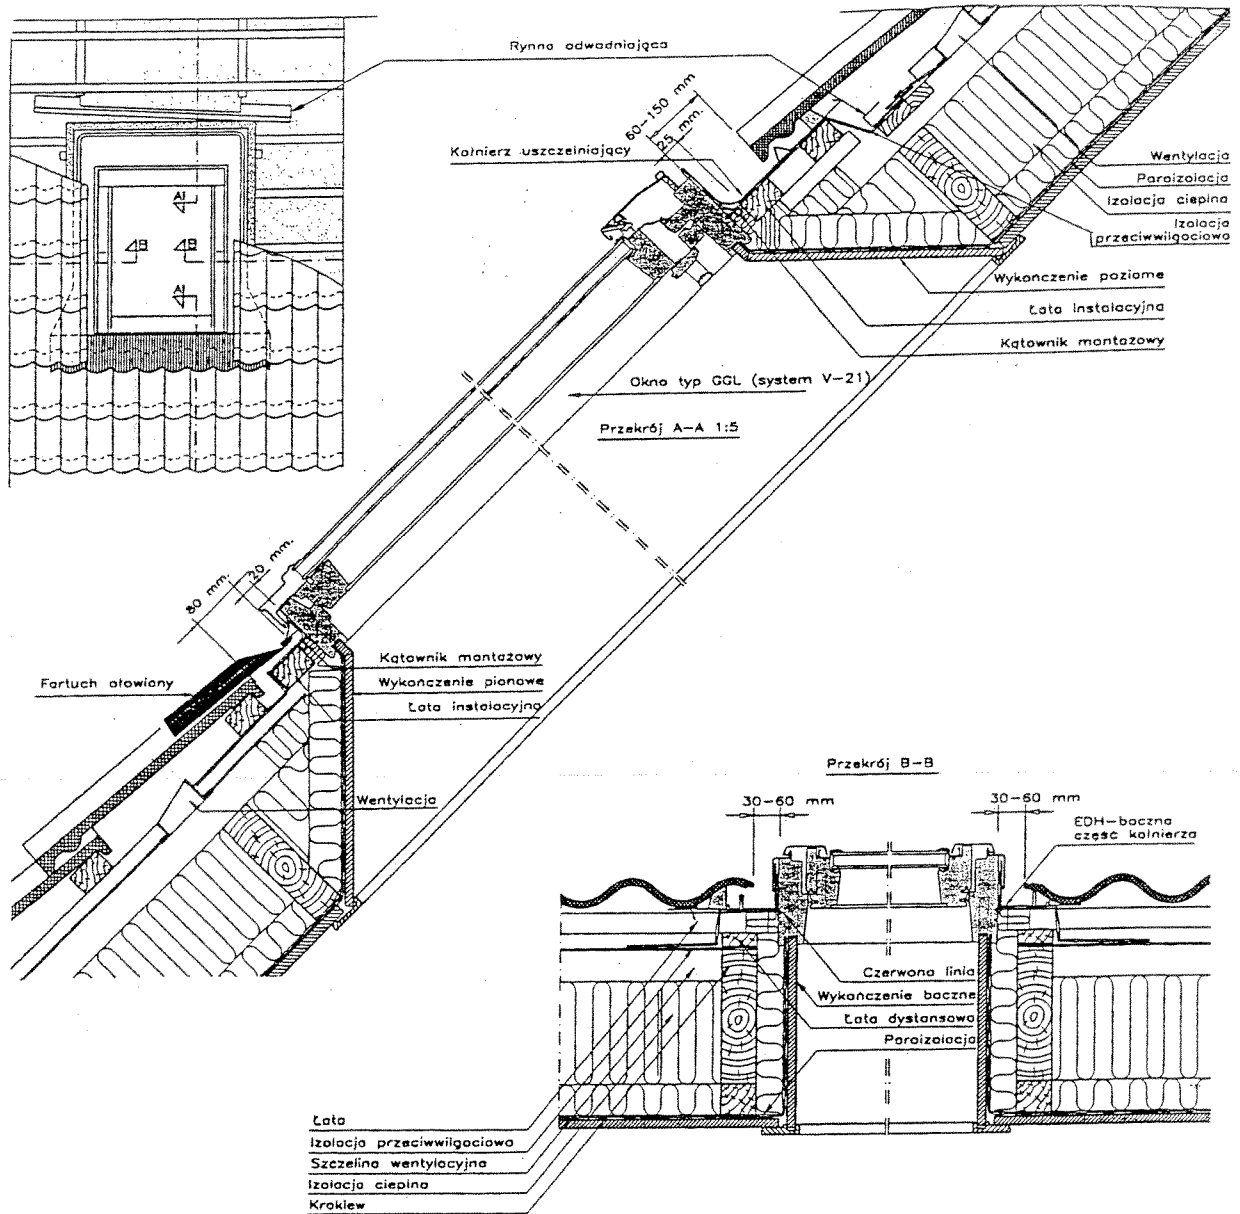 Rynna odwadniająca
60-150 mm
25 mm.
Kołnierz uszczelniający
Wentylacja
Paroizolacja
Izolacja cieplna
Izolacja
przeciwwilgociowa
Wykończenie poziome
Łata instalacyjna
Kątownik montażowy
Okno typ GGL (system V-21)
Przekrój A-A 1:5
A
B
B
A
80 mm.
20 mm.
Fartuch ołowiany
Kątownik montażowy
Wykończenie pionowe
Łata instalacyjna
Wentylacja
Przekrój B-B
30-60 mm
30-60 mm
EDH-boczna
część kołnierza
Czerwona linia
Wykończenie boczne
Łata dystansowa
Paroizolacja
Łata
Izolacja przeciwwilgociowa
Szczelina wentylacyjna
Izolacja cieplna
Krokiew